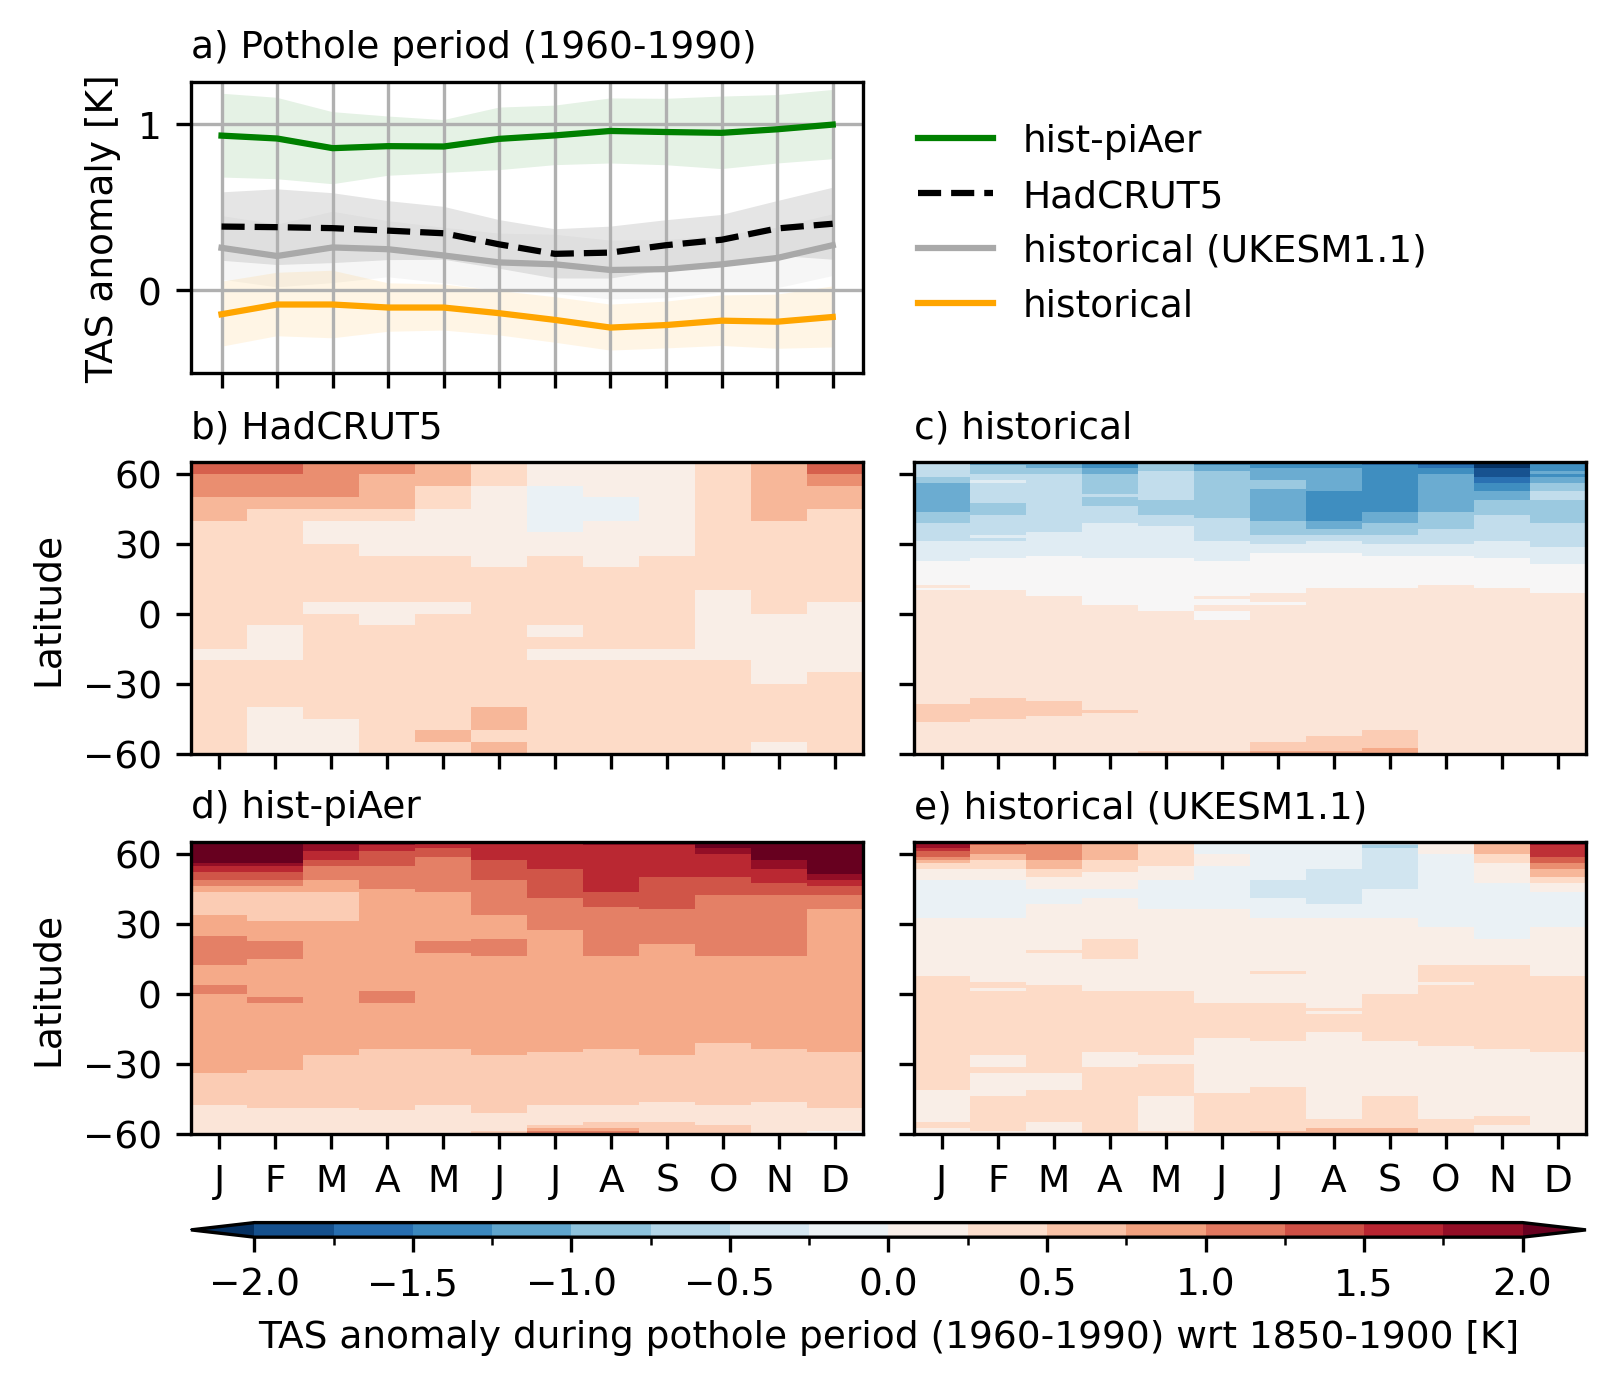 a) Pothole period (1960-1990)
TAS anomaly [K]
1
0
hist-piAer
HadCRUT5
historical (UKESM1.1)
historical
b) HadCRUT5
c) historical
Latitude
60
30
0
−30
−60
d) hist-piAer
e) historical (UKESM1.1)
Latitude
60
30
0
−30
−60
J F M A M J J A S O N D
J F M A M J J A S O N D
−2.0 −1.5 −1.0 −0.5 0.0 0.5 1.0 1.5 2.0
TAS anomaly during pothole period (1960-1990) wrt 1850-1900 [K]